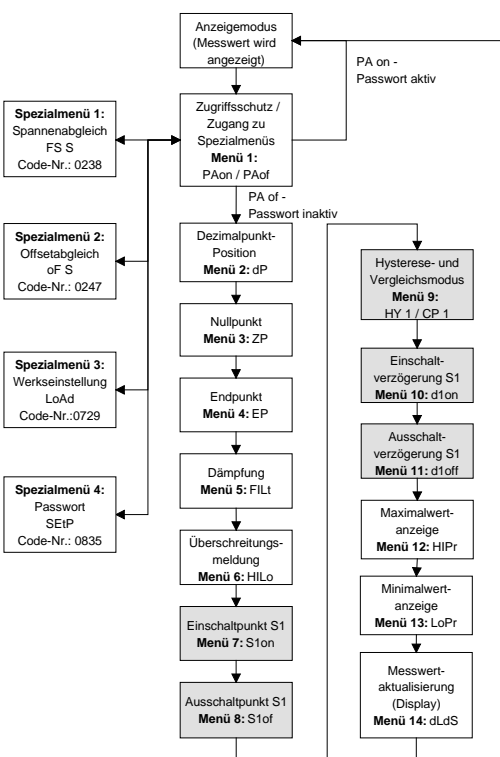 Anzeigemodus
(Messwert wird
angezeigt)
PA on -
Passwort aktiv
Zugriffsschutz /
Zugang zu
Spezialmenüs
Menü 1:
PAon / PAof
Spezialmenü 1:
Spannenabgleich
FS S
Code-Nr.: 0238
PA of -
Passwort inaktiv
Spezialmenü 2:
Offsetabgleich
oF S
Code-Nr.: 0247
Spezialmenü 3:
Werkseinstellung
LoAd
Code-Nr.:0729
Spezialmenü 4:
Passwort
SEtP
Code-Nr.: 0835
Dezimalpunkt-
Position
Menü 2: dP
Nullpunkt
Menü 3: ZP
Endpunkt
Menü 4: EP
Dämpfung
Menü 5: FILt
Überschreitungs-
meldung
Menü 6: HILo
Einschaltpunkt S1
Menü 7: S1on
Ausschaltpunkt S1
Menü 8: S1of
Hysterese- und
Vergleichsmodus
Menü 9:
HY 1 / CP 1
Einschalt-
verzögerung S1
Menü 10: d1on
Ausschalt-
verzögerung S1
Menü 11: d1off
Maximalwert-
anzeige
Menü 12: HIPr
Minimalwert-
anzeige
Menü 13: LoPr
Messwert-
aktualisierung
(Display)
Menü 14: dLdS